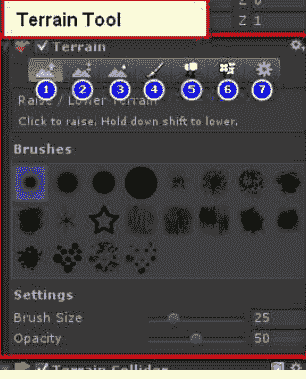 Z 0
Terrain Tool
Z 1
Terrain
1 2 3 4 5 6 7
Raise / Lower Terrain
Click to raise. Hold down shift to lower.
Brushes
Settings
Brush Size 25
Opacity 50
Terrain Collider